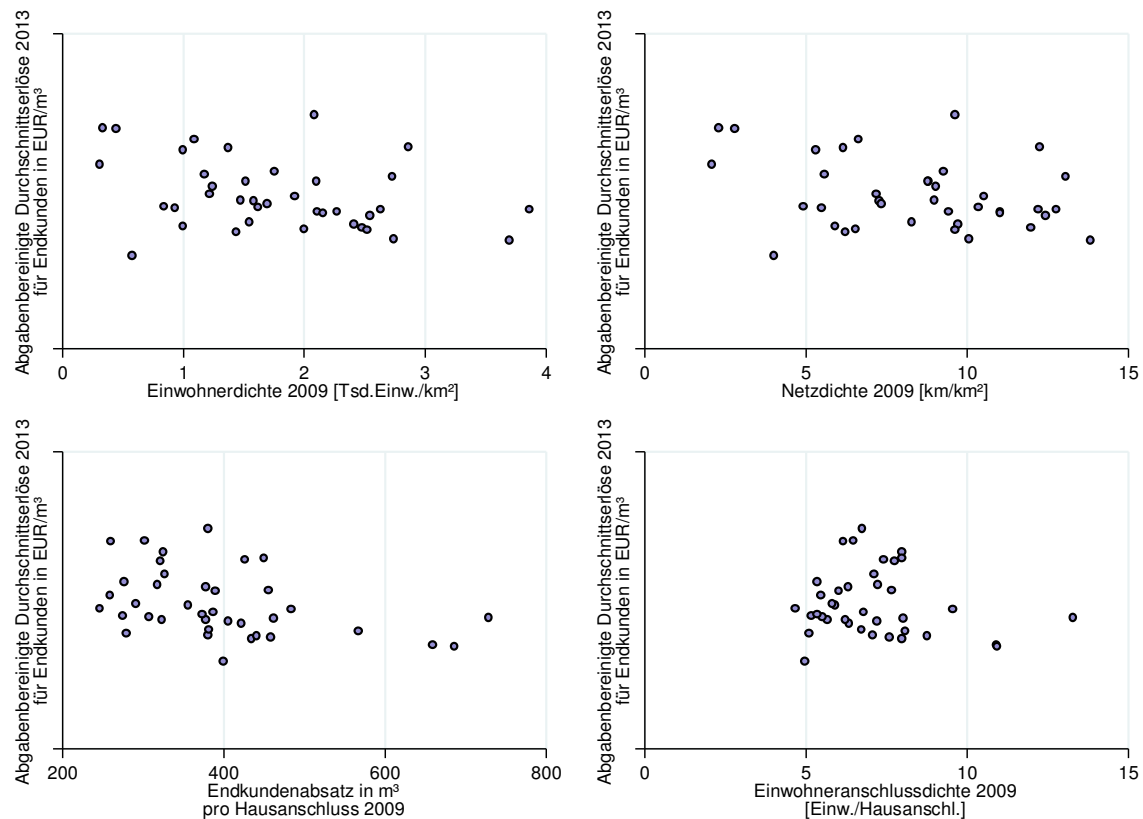 Abgabenbereinigte Durchschnittserlöse 2013
für Endkunden in EUR/m³
0 1 2 3 4
Einwohnerdichte 2009 [Tsd.Einw./km²]
Abgabenbereinigte Durchschnittserlöse 2013
für Endkunden in EUR/m³
0 5 10 15
Netzdichte 2009 [km/km²]
Abgabenbereinigte Durchschnittserlöse 2013
für Endkunden in EUR/m³
200 400 600 800
Endkundenabsatz in m³
pro Hausanschluss 2009
Abgabenbereinigte Durchschnittserlöse 2013
für Endkunden in EUR/m³
0 5 10 15
Einwohneranschlussdichte 2009
[Einw./Hausanschl.]